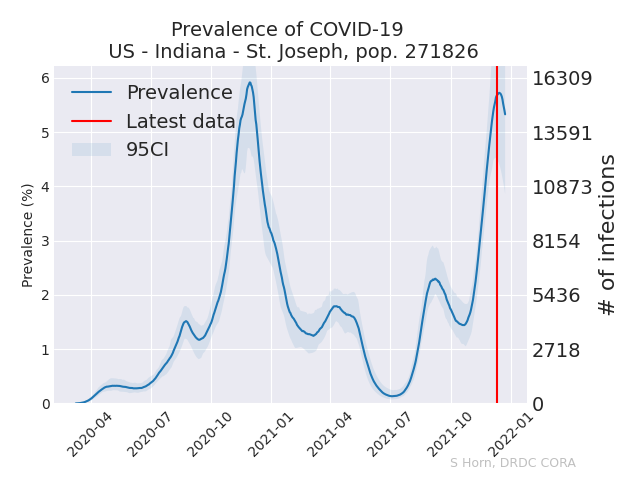 Prevalence of COVID-19
US - Indiana - St. Joseph, pop. 271826
Prevalence
Latest data
95CI
Prevalence (%)
6
5
4
3
2
1
0
16309
13591
10873
8154
5436
2718
0
# of infections
2020-04
2020-07
2020-10
2021-01
2021-04
2021-07
2021-10
2022-01
S Horn, DRDC CORA